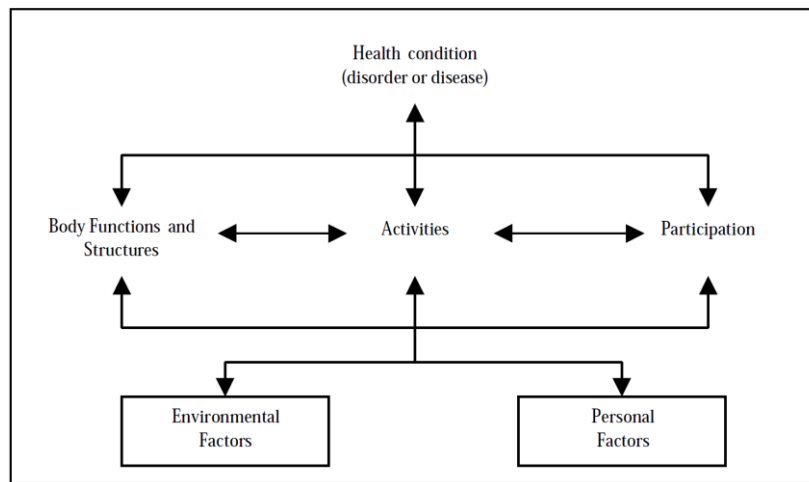 Health condition
(disorder or disease)
Body Functions and
Structures
Activities
Participation
Environmental
Factors
Personal
Factors